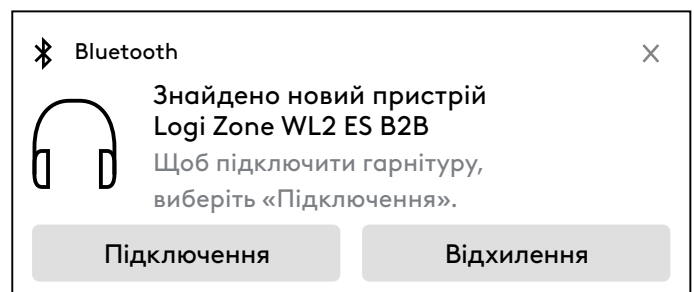 Bluetooth
Знайдено новий пристрій
Logi Zone WL2 ES B2B
Щоб підключити гарнітуру,
виберіть «Підключення».
Підключення
Відхилення